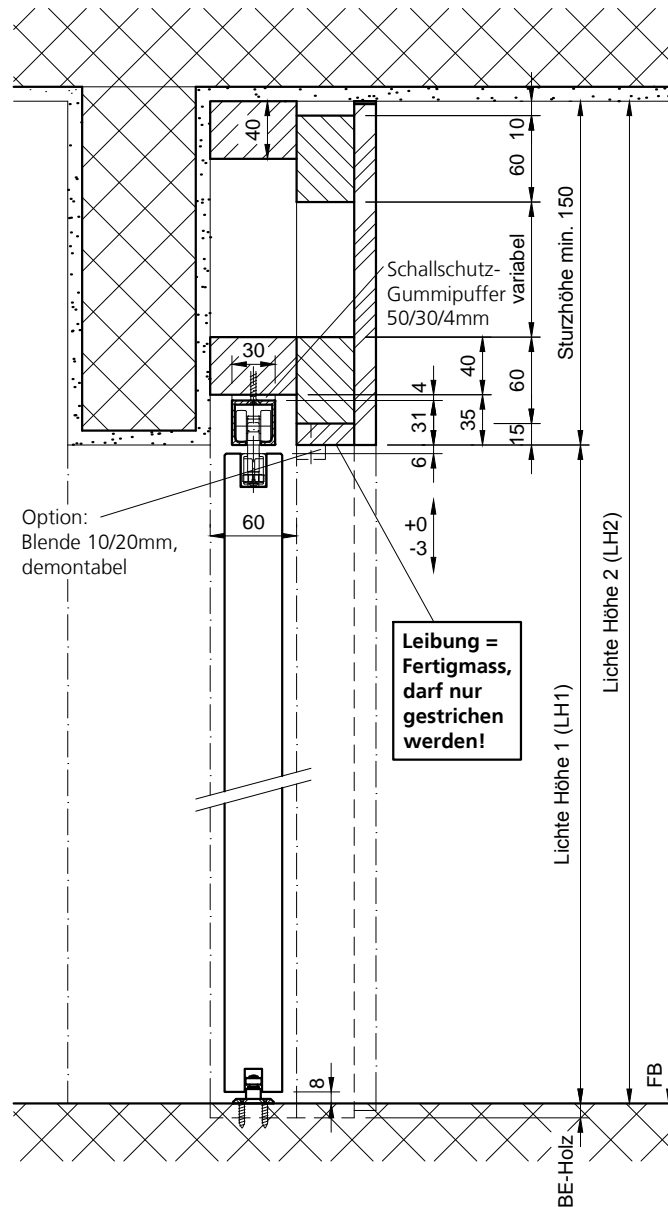 40
10
60
variabel
Sturzhöhe min. 150
Schallschutz-
Gummipuffer
50/30/4mm
30
4
40
60
31
35
15
6
Option:
Blende 10/20mm,
demontabel
60
+0
-3
Leibung =
Fertigmass,
darf nur
gestrichen
werden!
Lichte Höhe 1 (LH1)
Lichte Höhe 2 (LH2)
8
FB
BE-Holz